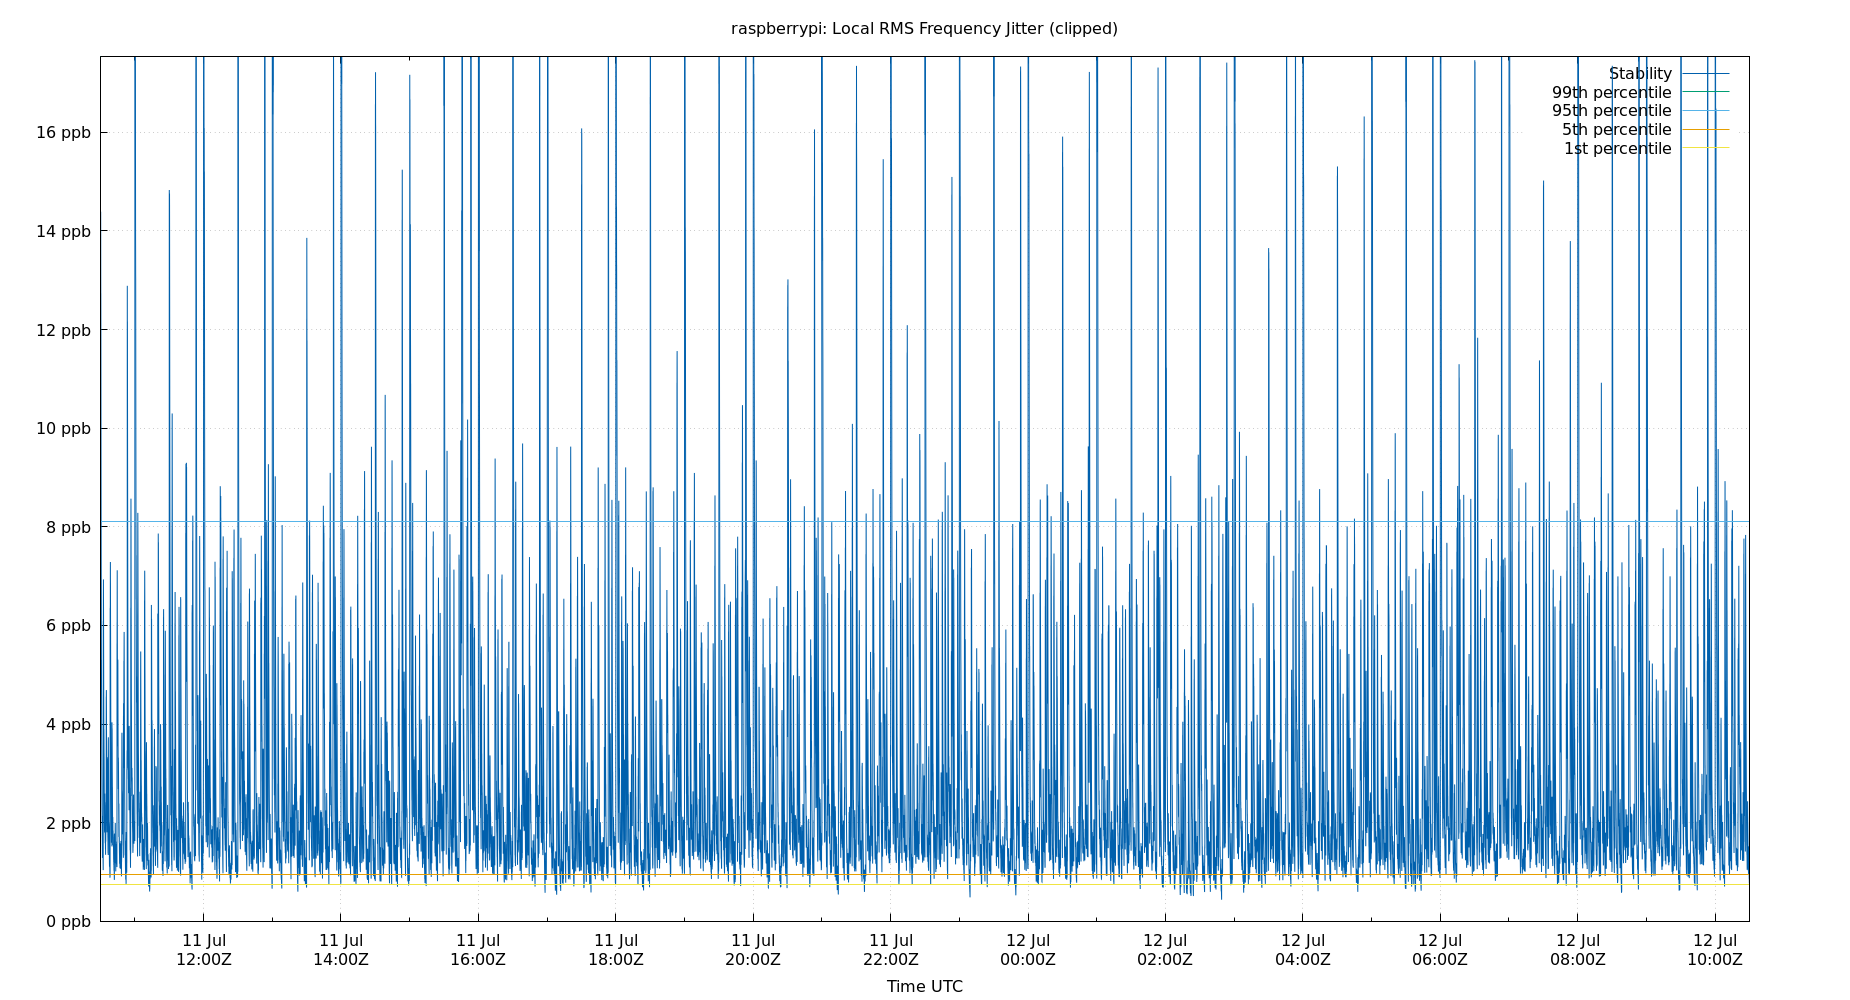 raspberrypi: Local RMS Frequency Jitter (clipped)
Stability
99th percentile
95th percentile
5th percentile
1st percentile
16 ppb
14 ppb
12 ppb
10 ppb
8 ppb
6 ppb
4 ppb
2 ppb
0 ppb
11 Jul 11 Jul 11 Jul 11 Jul 11 Jul 11 Jul 12 Jul 12 Jul 12 Jul 12 Jul 12 Jul 12 Jul
12:00Z 14:00Z 16:00Z 18:00Z 20:00Z 22:00Z 00:00Z 02:00Z 04:00Z 06:00Z 08:00Z 10:00Z
Time UTC